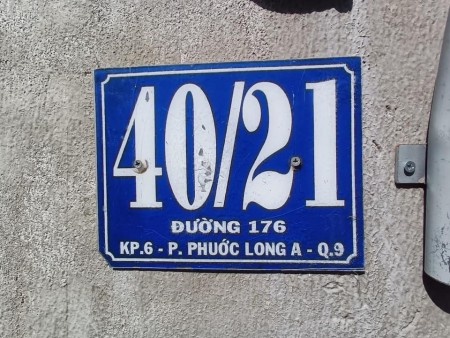 40/21
ĐƯỜNG 176
KP.6 - P. PHƯỚC LONG A - Q.9